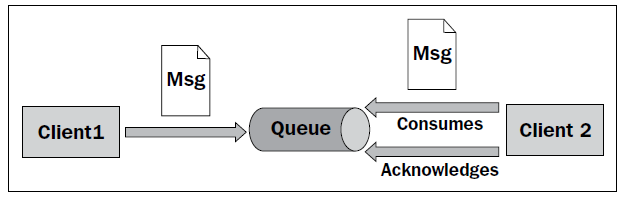 Msg
Msg
Client1
Queue
Consumes
Client 2
Acknowledges